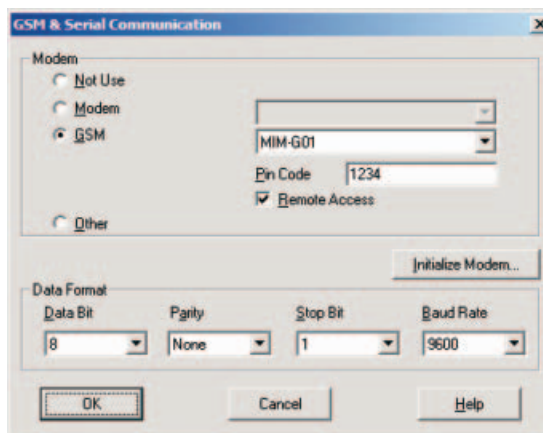 GSM & Serial Communication
Modem
Not Use
Modem
GSM
MIM-G01
Pin Code 1234
Remote Access
Other
Initialize Modem...
Data Format
Data Bit Parity Stop Bit Baud Rate
8 None 1 9600
OK Cancel Help